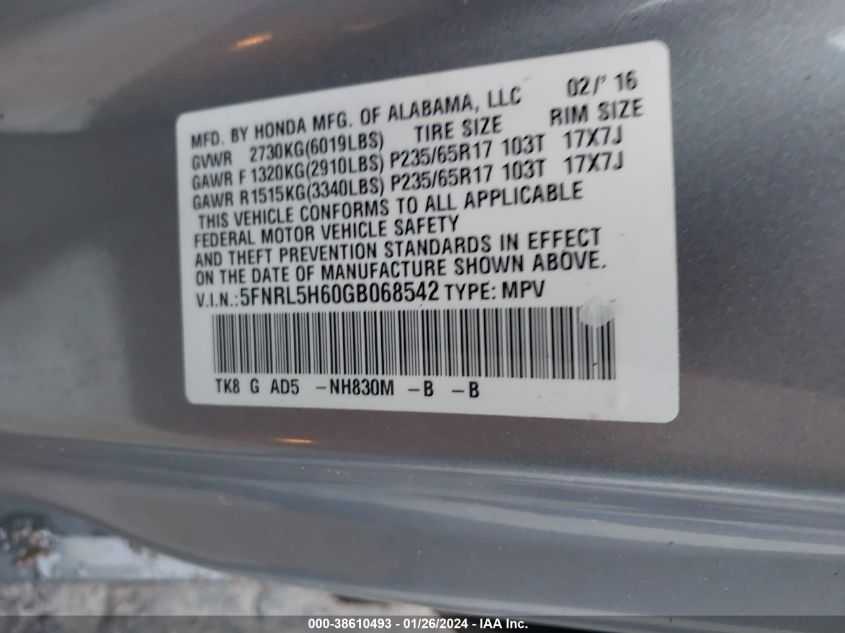 MFD. BY HONDA MFG. OF ALABAMA, LLC 02/' 16
GVWR 2730KG(6019LBS) TIRE SIZE RIM SIZE
GAWR F 1320KG(2910LBS) P235/65R17 103T 17X7J
GAWR R1515KG(3340LBS) P235/65R17 103T 17X7J
THIS VEHICLE CONFORMS TO ALL APPLICABLE
FEDERAL MOTOR VEHICLE SAFETY
AND THEFT PREVENTION STANDARDS IN EFFECT
ON THE DATE OF MANUFACTURE SHOWN ABOVE.
V.I.N.:5FNRL5H60GB068542 TYPE: MPV
TK8 G AD5 -NH830M -B -B
000-38610493 - 01/26/2024 - IAA Inc.